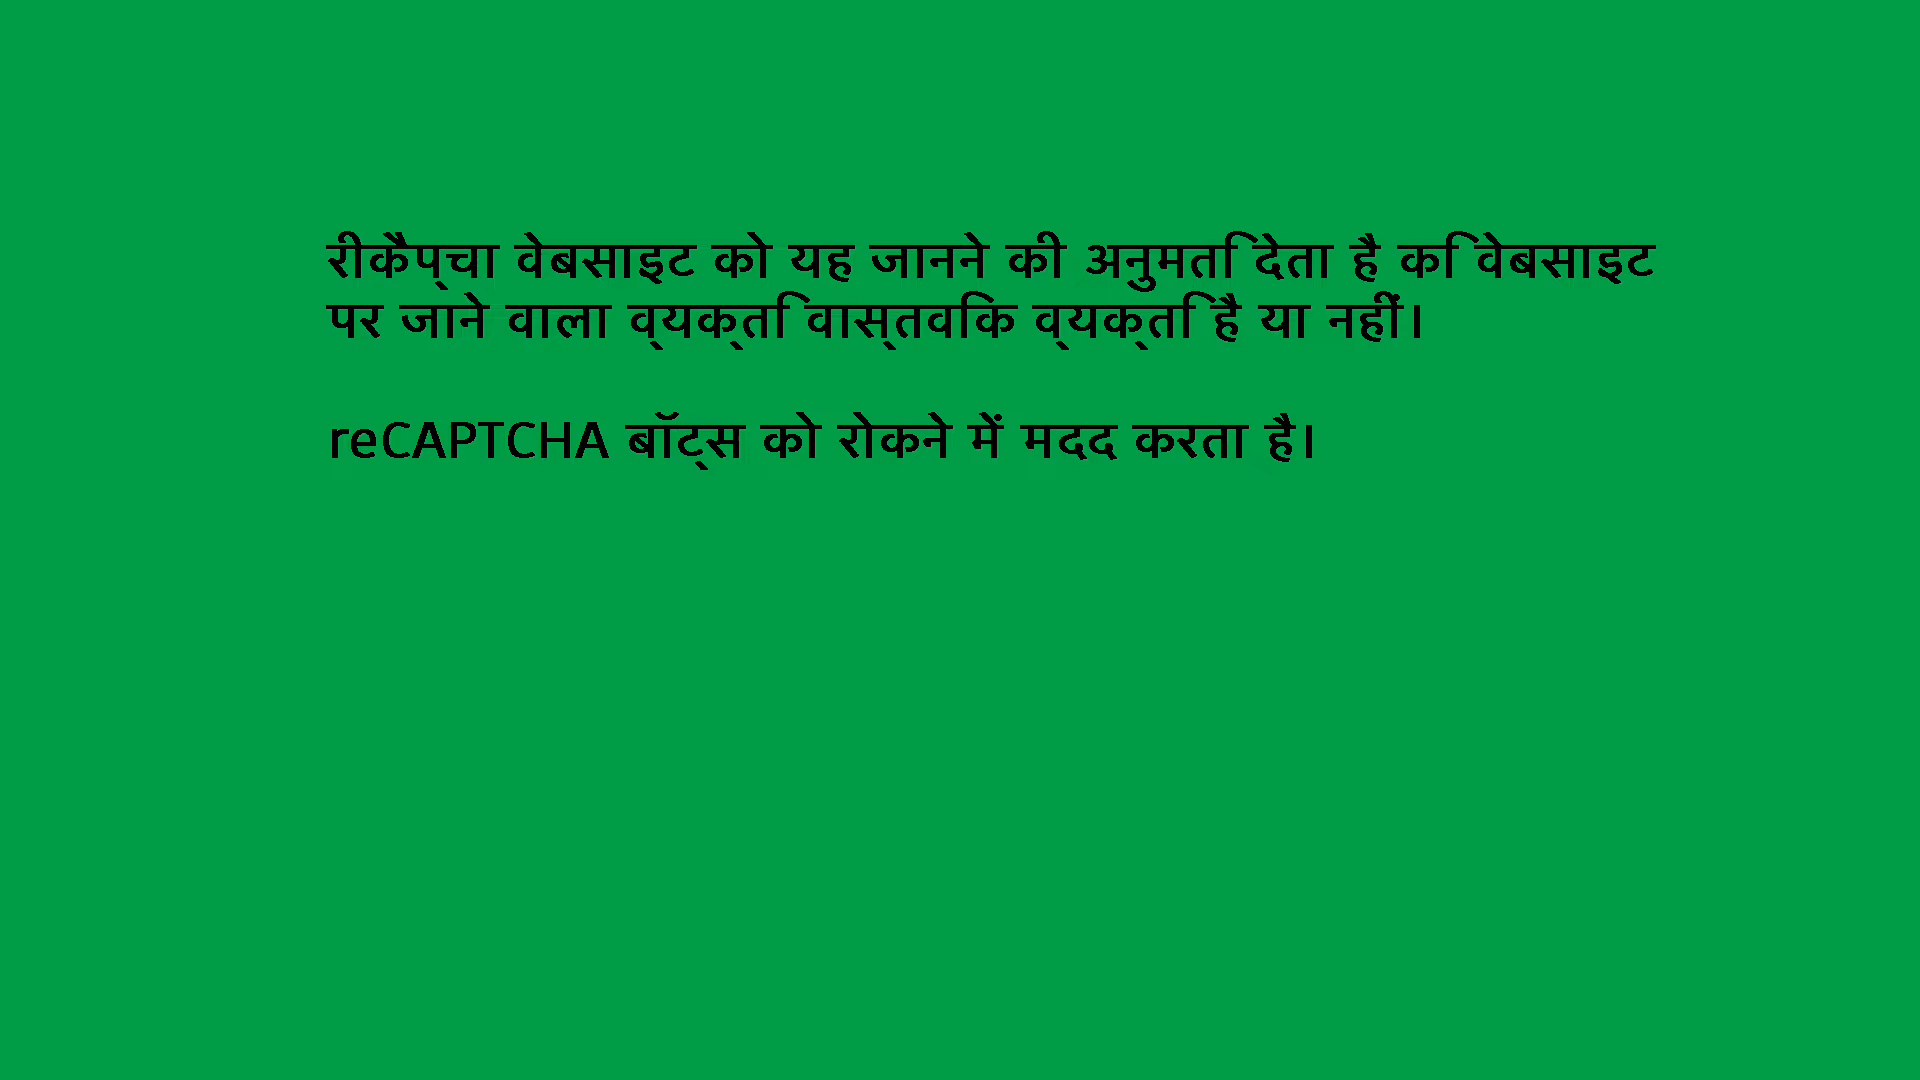 रीकैप्चा वेबसाइट को यह जानने की अनुमति देता है कि वेबसाइट
पर जाने वाला व्यक्ति वास्तविक व्यक्ति है या नहीं।
reCAPTCHA बॉट्स को रोकने में मदद करता है।